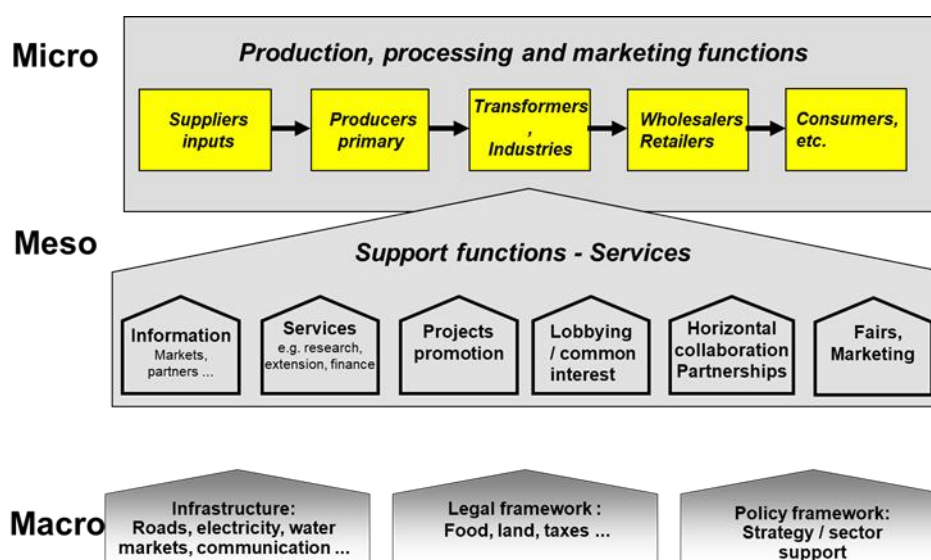 Micro
Production, processing and marketing functions
Suppliers
inputs
Producers
primary
Transformers
,
Industries
Wholesalers
Retailers
Consumers,
etc.
Meso
Support functions - Services
Information
Markets,
partners ...
Services
e.g. research,
extension, finance
Projects
promotion
Lobbying
/ common
interest
Horizontal
collaboration
Partnerships
Fairs,
Marketing
Macro
Infrastructure:
Roads, electricity, water
markets, communication ...
Legal framework :
Food, land, taxes ...
Policy framework:
Strategy / sector
support